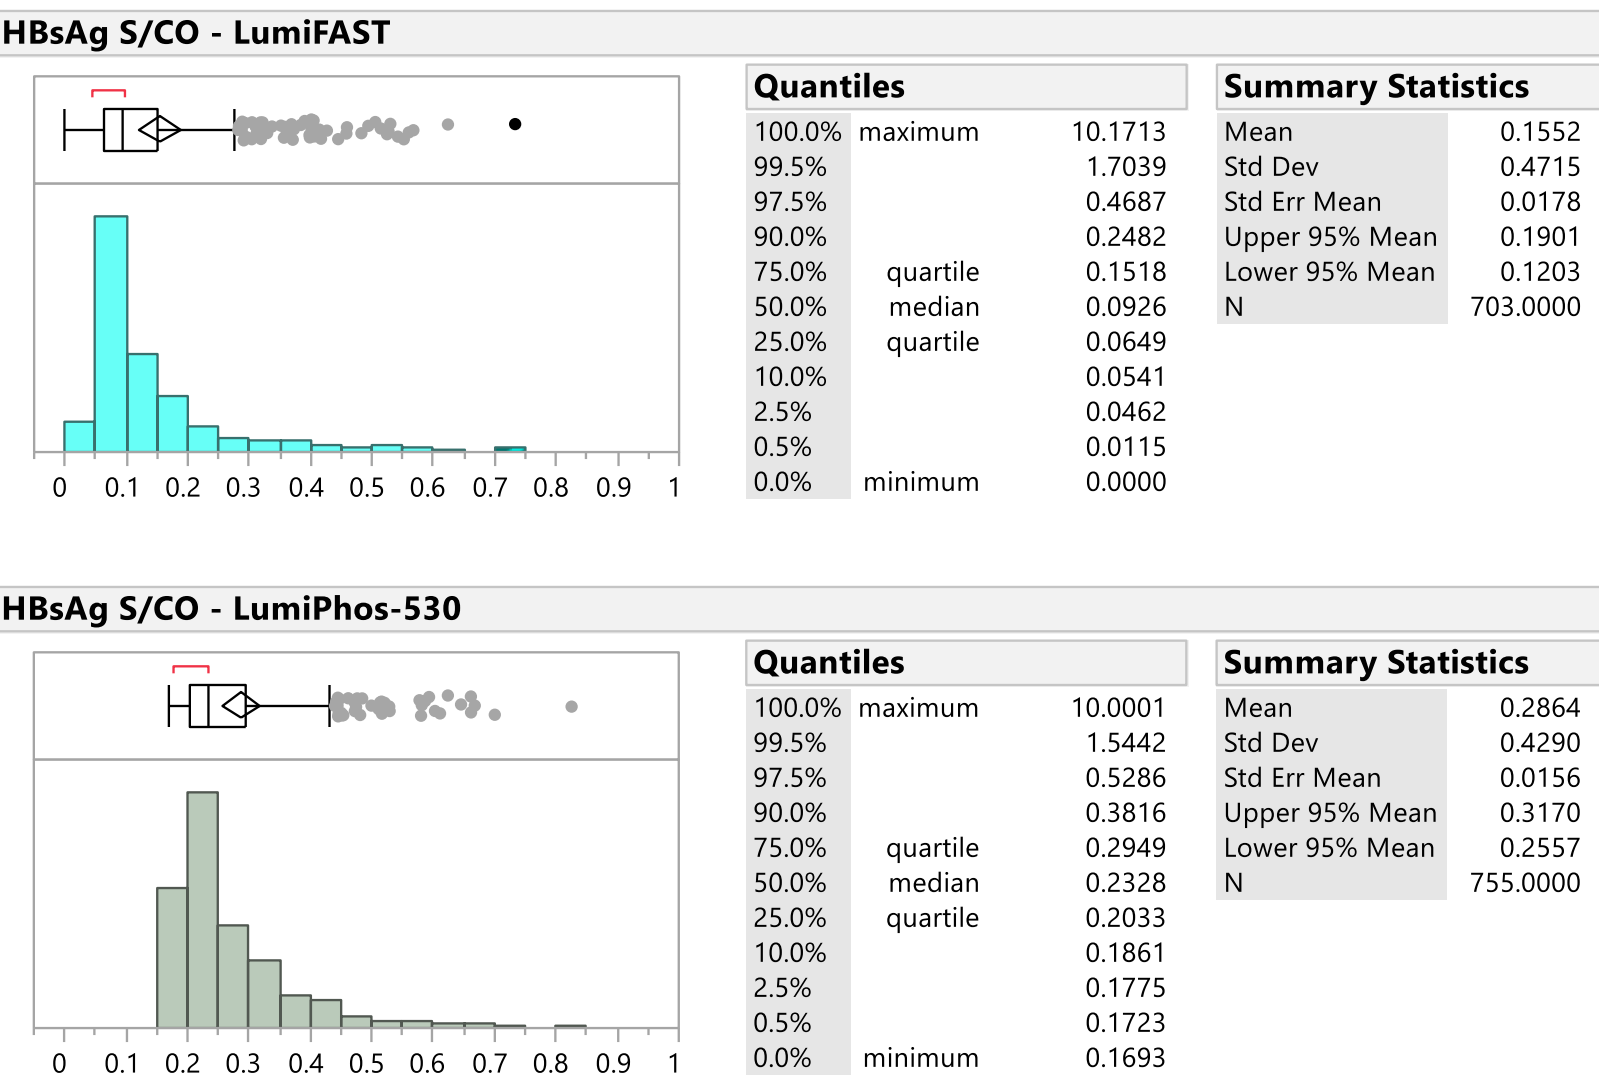 HBsAg S/CO - LumiFAST
0 0.1 0.2 0.3 0.4 0.5 0.6 0.7 0.8 0.9 1
Quantiles
100.0% maximum 10.1713
99.5% 1.7039
97.5% 0.4687
90.0% 0.2482
75.0% quartile 0.1518
50.0% median 0.0926
25.0% quartile 0.0649
10.0% 0.0541
2.5% 0.0462
0.5% 0.0115
0.0% minimum 0.0000
Summary Statistics
Mean 0.1552
Std Dev 0.4715
Std Err Mean 0.0178
Upper 95% Mean 0.1901
Lower 95% Mean 0.1203
N 703.0000
HBsAg S/CO - LumiPhos-530
0 0.1 0.2 0.3 0.4 0.5 0.6 0.7 0.8 0.9 1
Quantiles
100.0% maximum 10.0001
99.5% 1.5442
97.5% 0.5286
90.0% 0.3816
75.0% quartile 0.2949
50.0% median 0.2328
25.0% quartile 0.2033
10.0% 0.1861
2.5% 0.1775
0.5% 0.1723
0.0% minimum 0.1693
Summary Statistics
Mean 0.2864
Std Dev 0.4290
Std Err Mean 0.0156
Upper 95% Mean 0.3170
Lower 95% Mean 0.2557
N 755.0000